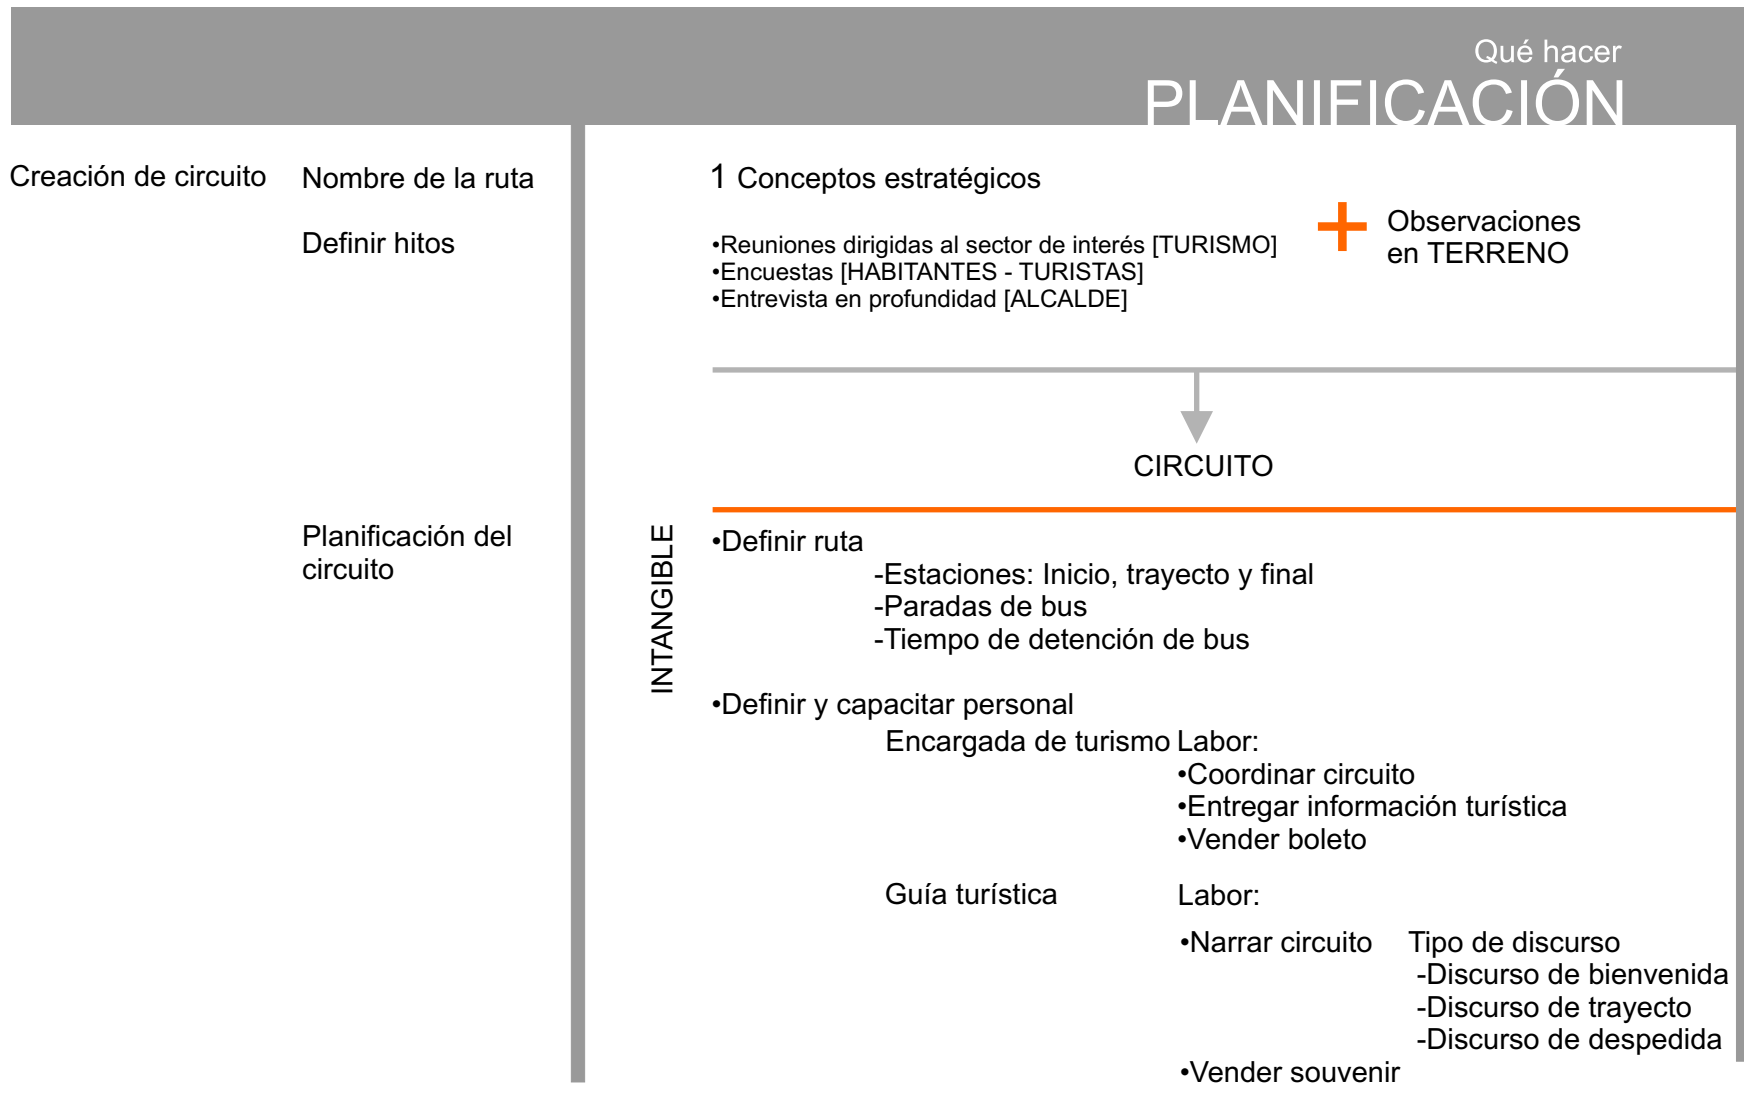 Qué hacer
PLANIFICACIÓN
Creación de circuito
Nombre de la ruta
Definir hitos
1 Conceptos estratégicos
•Reuniones dirigidas al sector de interés [TURISMO]
•Encuestas [HABITANTES - TURISTAS]
•Entrevista en profundidad [ALCALDE]
+
Observaciones
en TERRENO
CIRCUITO
Planificación del
circuito
INTANGIBLE
•Definir ruta
-Estaciones: Inicio, trayecto y final
-Paradas de bus
-Tiempo de detención de bus
•Definir y capacitar personal
Encargada de turismo Labor:
•Coordinar circuito
•Entregar información turística
•Vender boleto
Guía turística Labor:
•Narrar circuito Tipo de discurso
-Discurso de bienvenida
-Discurso de trayecto
-Discurso de despedida
•Vender souvenir